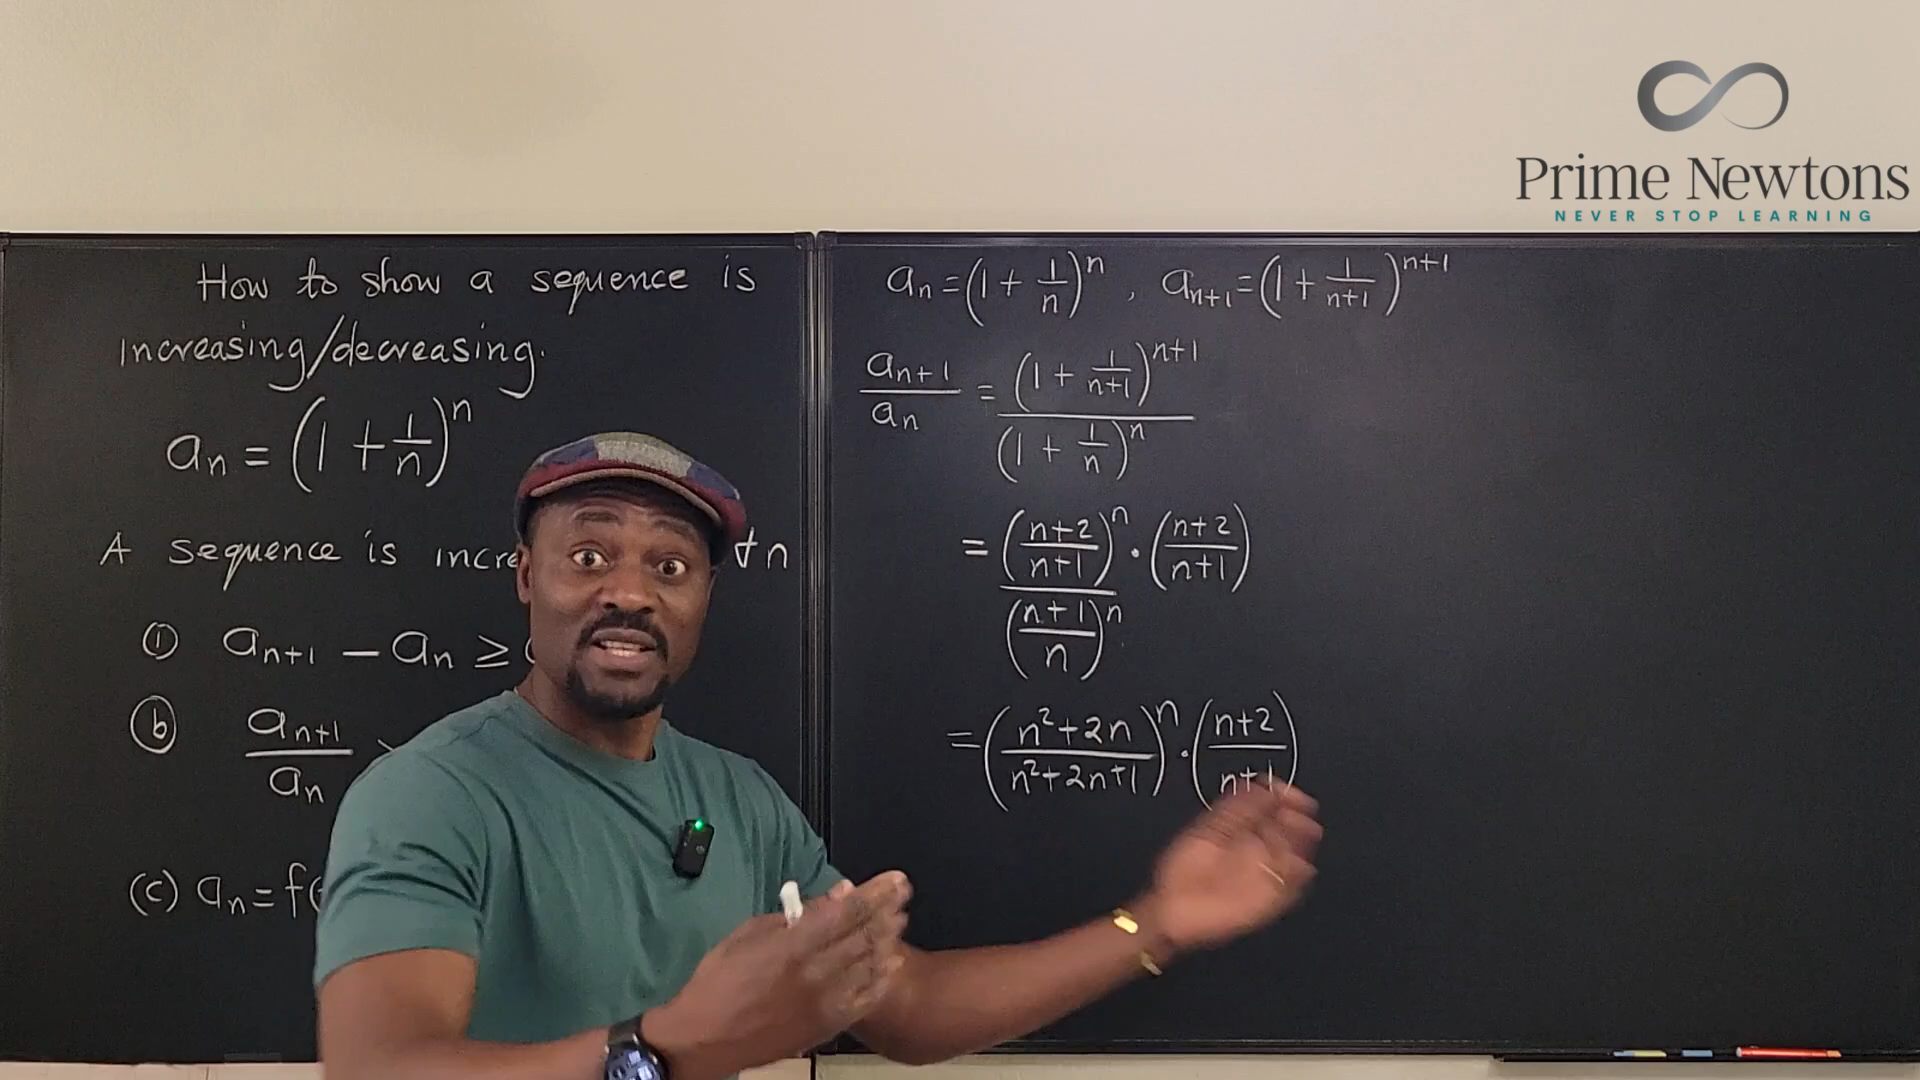 Prime Newtons
NEVER STOP LEARNING
How to show a sequence is
increasing/decreasing.
aₙ = (1 + 1/n)ⁿ
A sequence is ∀n
① aₙ₊₁ − aₙ ≥
ⓑ aₙ₊₁/aₙ
(c) aₙ = f(
aₙ = (1 + 1/n)ⁿ , aₙ₊₁ = (1 + 1/(n+1))ⁿ⁺¹
aₙ₊₁/aₙ = (1 + 1/(n+1))ⁿ⁺¹ / (1 + 1/n)ⁿ
= ((n+2)/(n+1))ⁿ · ((n+2)/(n+1)) / ((n+1)/n)ⁿ
= ((n²+2n)/(n²+2n+1))ⁿ · ((n+2)/(n+1))